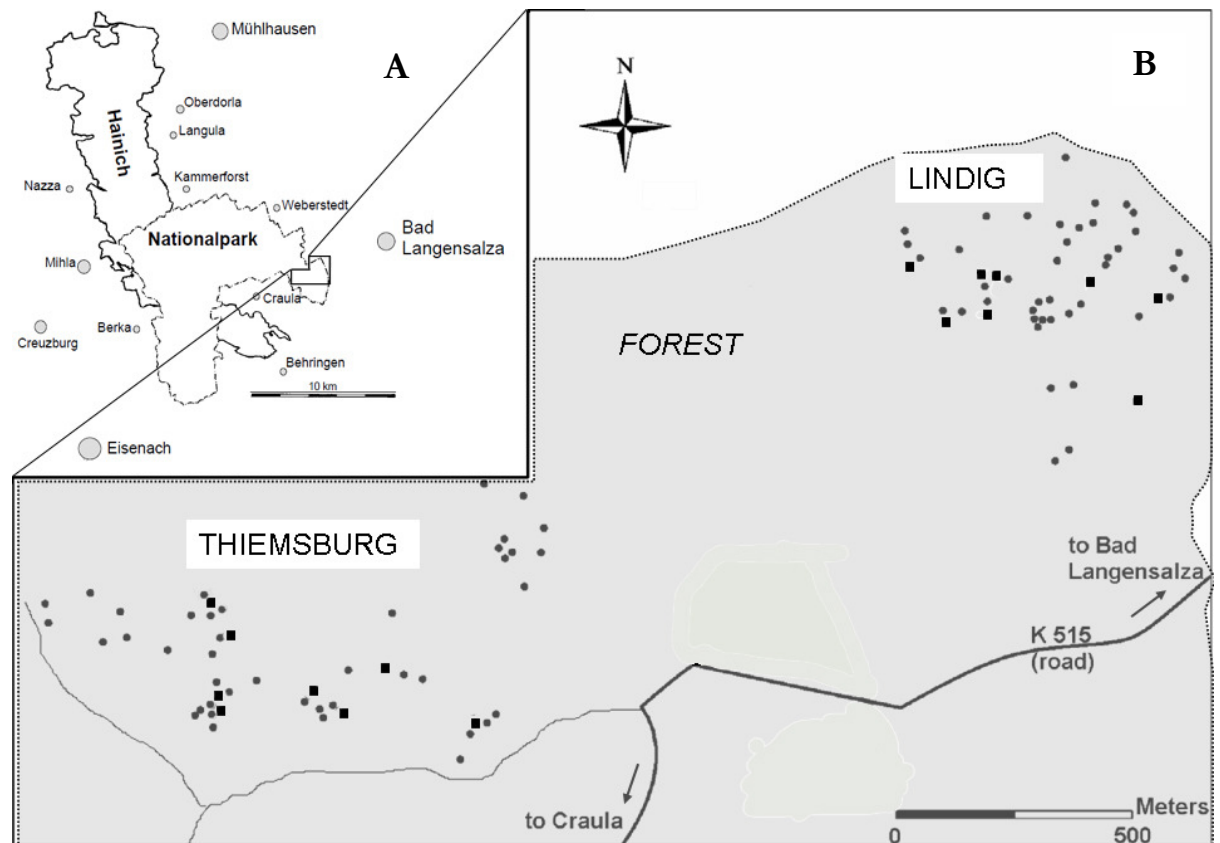 A
Mühlhausen
Oberdorla
Langula
Hainich
Nazza
Kammerforst
Weberstedt
Nationalpark
Bad
Langensalza
Mihla
Craula
Creuzburg
Berka
Behringen
10 km
Eisenach
B
N
LINDIG
FOREST
THIEMSBURG
to Bad
Langensalza
K 515
(road)
to Craula
Meters
0 500